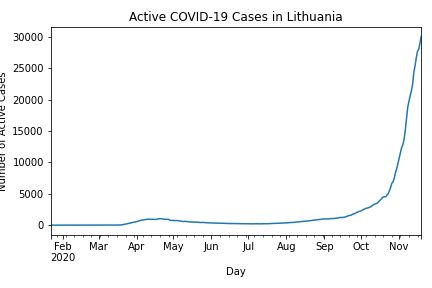 Active COVID-19 Cases in Lithuania
30000
25000
20000
15000
10000
5000
0
Number of Active Cases
Feb Mar Apr May Jun Jul Aug Sep Oct Nov
2020
Day